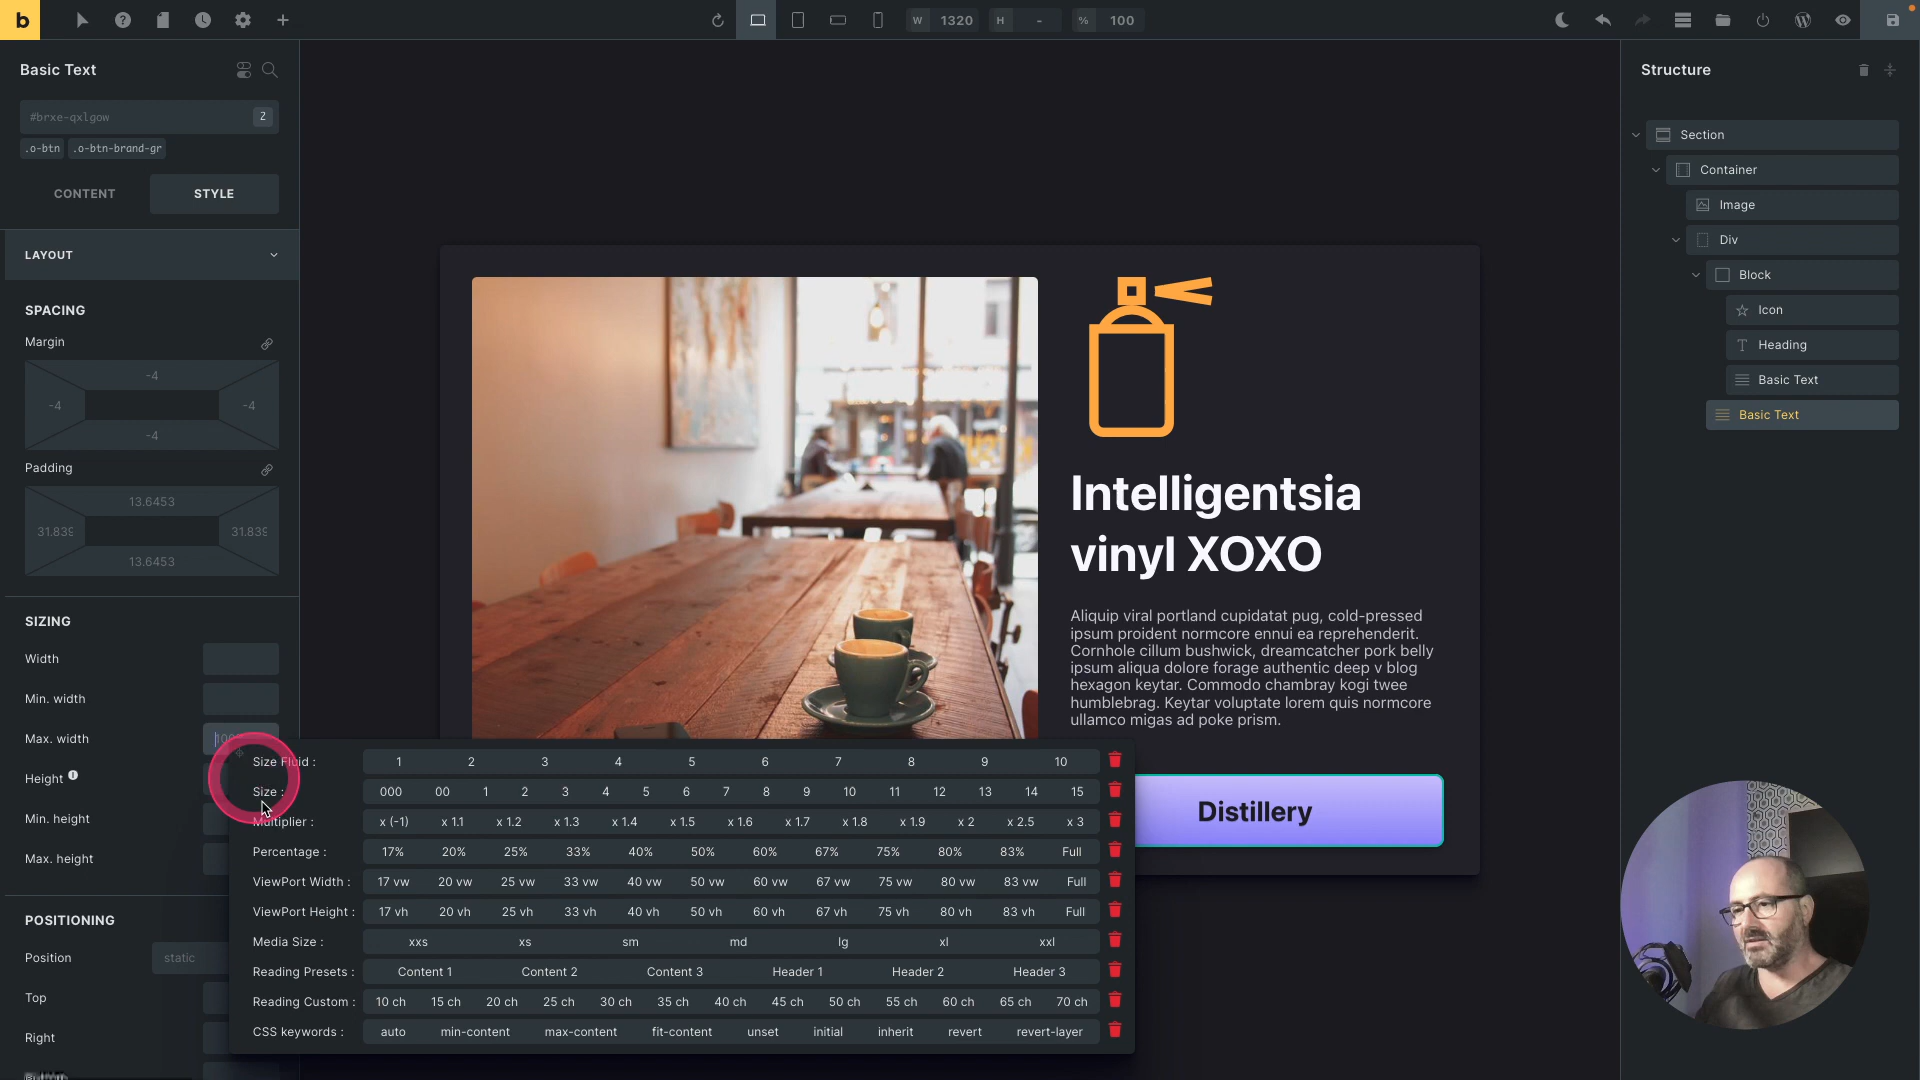 b
W 1320 H - % 100
Basic Text
#brxe-qxlgow 2
.o-btn .o-btn-brand-gr
CONTENT STYLE
LAYOUT
SPACING
Margin
-4
-4 -4
-4
Padding
13.6453
31.839 31.839
13.6453
SIZING
Width
Min. width
Max. width
Height
Min. height
Max. height
POSITIONING
Position static
Top
Right
Size Fluid : 1 2 3 4 5 6 7 8 9 10
Size : 000 00 1 2 3 4 5 6 7 8 9 10 11 12 13 14 15
Multiplier : x (-1) x 1.1 x 1.2 x 1.3 x 1.4 x 1.5 x 1.6 x 1.7 x 1.8 x 1.9 x 2 x 2.5 x 3
Percentage : 17% 20% 25% 33% 40% 50% 60% 67% 75% 80% 83% Full
ViewPort Width : 17 vw 20 vw 25 vw 33 vw 40 vw 50 vw 60 vw 67 vw 75 vw 80 vw 83 vw Full
ViewPort Height : 17 vh 20 vh 25 vh 33 vh 40 vh 50 vh 60 vh 67 vh 75 vh 80 vh 83 vh Full
Media Size : xxs xs sm md lg xl xxl
Reading Presets : Content 1 Content 2 Content 3 Header 1 Header 2 Header 3
Reading Custom : 10 ch 15 ch 20 ch 25 ch 30 ch 35 ch 40 ch 45 ch 50 ch 55 ch 60 ch 65 ch 70 ch
CSS keywords : auto min-content max-content fit-content unset initial inherit revert revert-layer
Intelligentsia
vinyl XOXO
Aliquip viral portland cupidatat pug, cold-pressed
ipsum proident normcore ennui ea reprehenderit.
Cornhole cillum bushwick, dreamcatcher pork belly
ipsum aliqua dolore forage authentic deep v blog
hexagon keytar. Commodo chambray kogi twee
humblebrag. Keytar voluptate lorem quis normcore
ullamco migas ad poke prism.
Distillery
Structure
Section
Container
Image
Div
Block
Icon
Heading
Basic Text
Basic Text